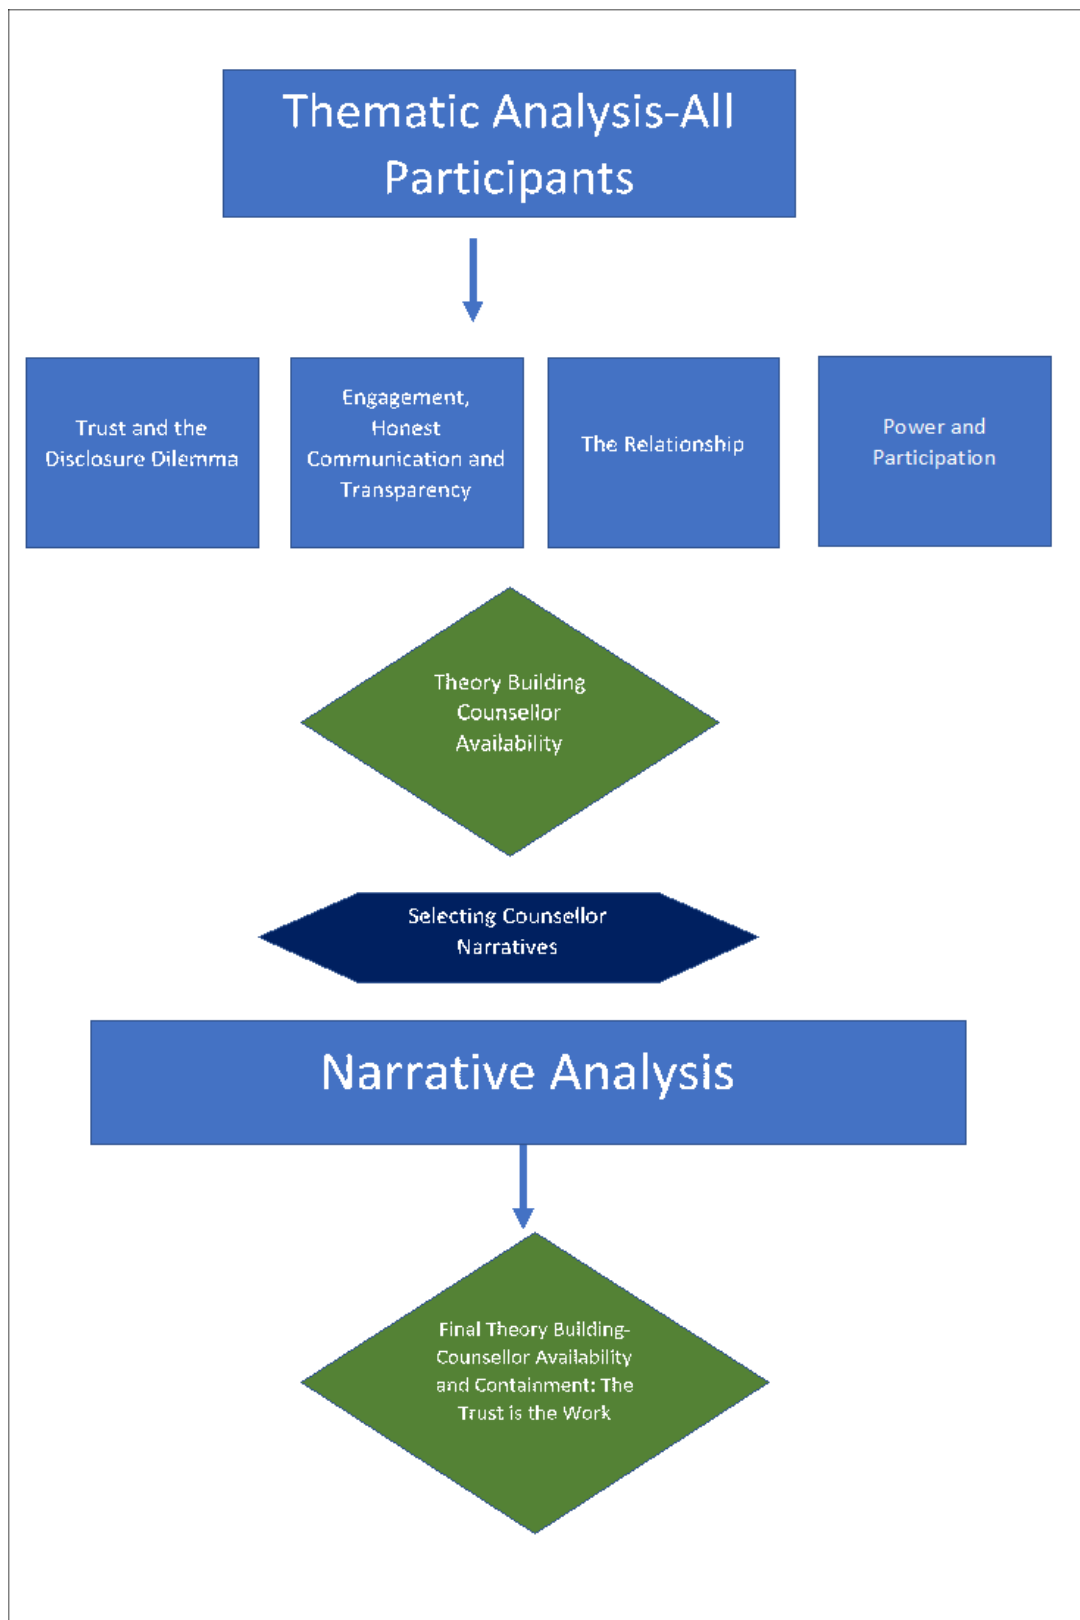 Thematic Analysis-All
Participants
Trust and the
Disclosure Dilemma
Engagement,
Honest
Communication and
Transparency
The Relationship
Power and
Participation
Theory Building
Counsellor
Availability
Selecting Counsellor
Narratives
Narrative Analysis
Final Theory Building-
Counsellor Availability
and Containment: The
Trust is the Work